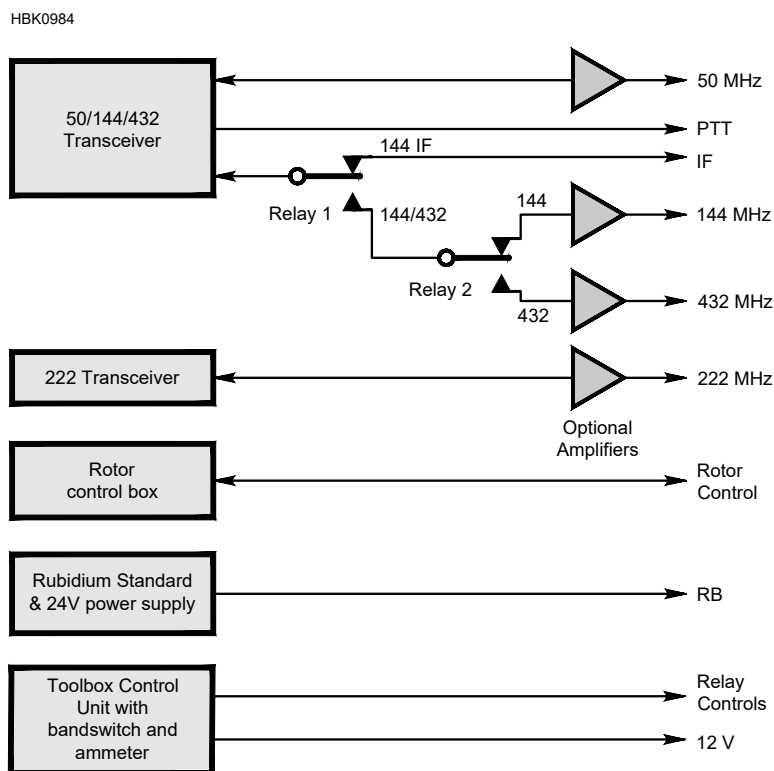 HBK0984
50/144/432
Transceiver
50 MHz
PTT
144 IF
IF
Relay 1
144/432
144
144 MHz
Relay 2
432
432 MHz
222 Transceiver
222 MHz
Optional
Amplifiers
Rotor
control box
Rotor
Control
Rubidium Standard
& 24V power supply
RB
Toolbox Control
Unit with
bandswitch and
ammeter
Relay
Controls
12 V